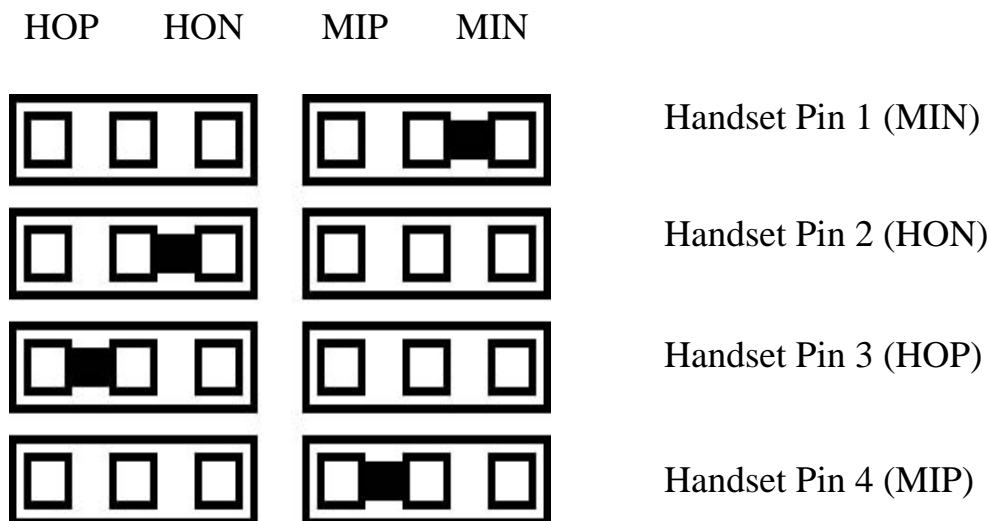 HOP HON MIP MIN
Handset Pin 1 (MIN)
Handset Pin 2 (HON)
Handset Pin 3 (HOP)
Handset Pin 4 (MIP)